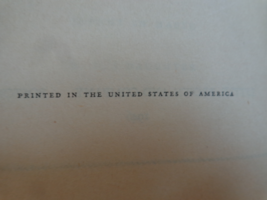 PRINTED IN THE UNITED STATES OF AMERICA